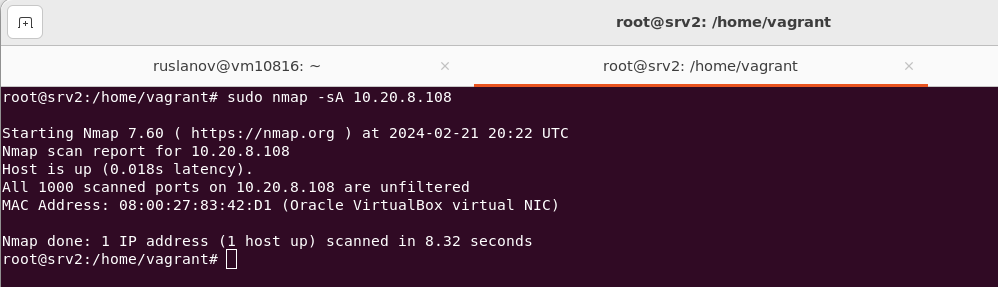 root@srv2: /home/vagrant
ruslanov@vm10816: ~ × root@srv2: /home/vagrant ×
root@srv2:/home/vagrant# sudo nmap -sA 10.20.8.108
Starting Nmap 7.60 ( https://nmap.org ) at 2024-02-21 20:22 UTC
Nmap scan report for 10.20.8.108
Host is up (0.018s latency).
All 1000 scanned ports on 10.20.8.108 are unfiltered
MAC Address: 08:00:27:83:42:D1 (Oracle VirtualBox virtual NIC)
Nmap done: 1 IP address (1 host up) scanned in 8.32 seconds
root@srv2:/home/vagrant#